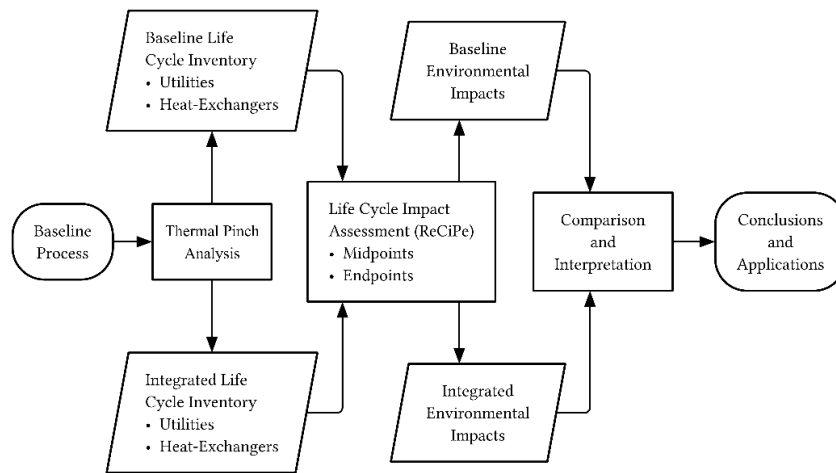 Baseline Life
Cycle Inventory
• Utilities
• Heat-Exchangers
Baseline
Environmental
Impacts
Baseline
Process
Thermal Pinch
Analysis
Life Cycle Impact
Assessment (ReCiPe)
• Midpoints
• Endpoints
Comparison
and
Interpretation
Conclusions
and
Applications
Integrated Life
Cycle Inventory
• Utilities
• Heat-Exchangers
Integrated
Environmental
Impacts